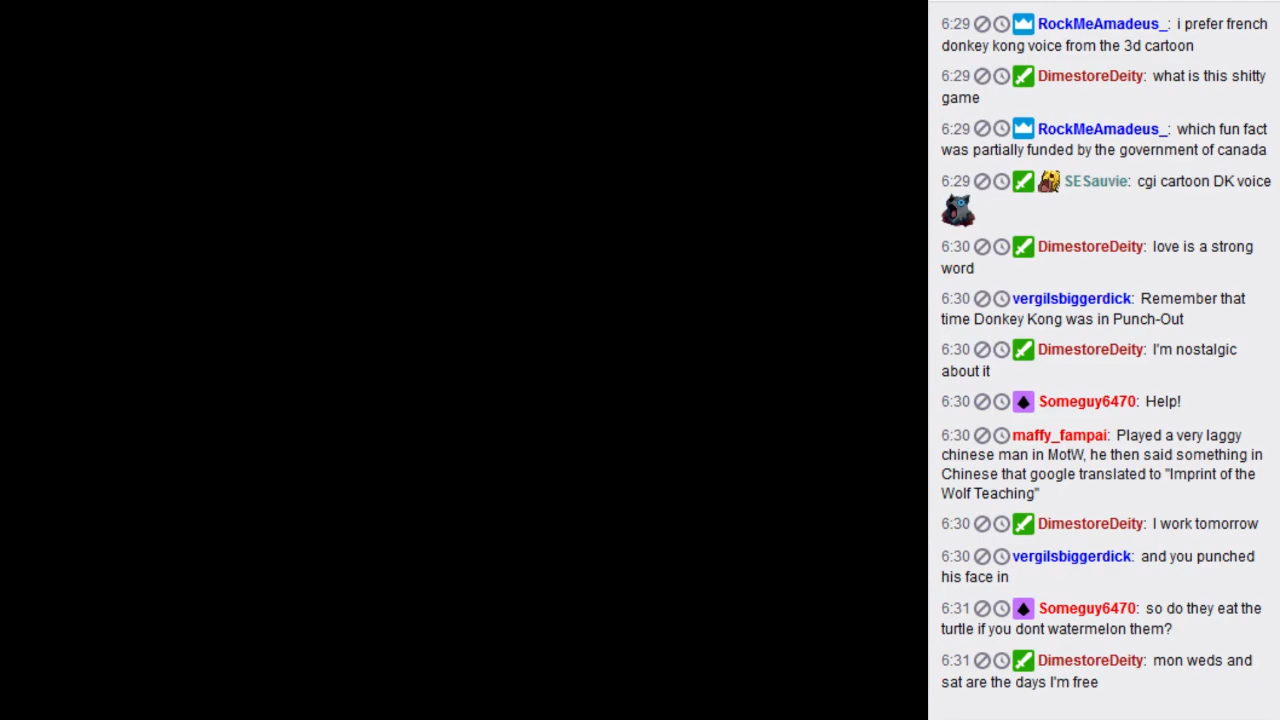 6:29 RockMeAmadeus_: i prefer french
donkey kong voice from the 3d cartoon
6:29 DimestoreDeity: what is this shitty
game
6:29 RockMeAmadeus_: which fun fact
was partially funded by the government of canada
6:29 SESauvie: cgi cartoon DK voice
6:30 DimestoreDeity: love is a strong
word
6:30 vergilsbiggerdick: Remember that
time Donkey Kong was in Punch-Out
6:30 DimestoreDeity: I'm nostalgic
about it
6:30 Someguy6470: Help!
6:30 maffy_fampai: Played a very laggy
chinese man in MotW, he then said something in
Chinese that google translated to "Imprint of the
Wolf Teaching"
6:30 DimestoreDeity: I work tomorrow
6:30 vergilsbiggerdick: and you punched
his face in
6:31 Someguy6470: so do they eat the
turtle if you dont watermelon them?
6:31 DimestoreDeity: mon weds and
sat are the days I'm free